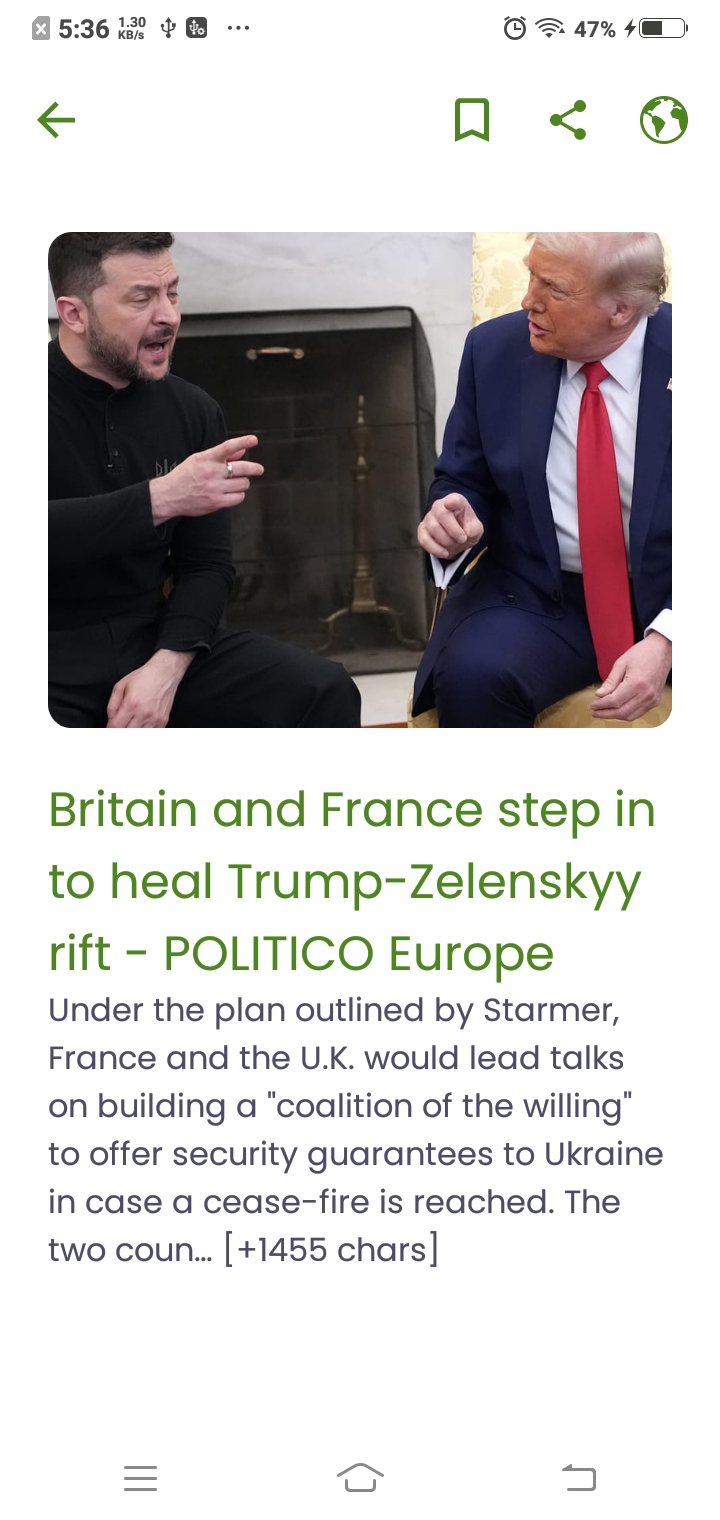 5:36 1.30 KB/s ... 47%
Britain and France step in
to heal Trump-Zelenskyy
rift - POLITICO Europe
Under the plan outlined by Starmer,
France and the U.K. would lead talks
on building a "coalition of the willing"
to offer security guarantees to Ukraine
in case a cease-fire is reached. The
two coun... [+1455 chars]